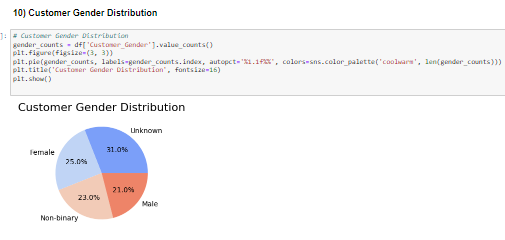 10) Customer Gender Distribution
]: # Customer Gender Distribution
gender_counts = df['Customer_Gender'].value_counts()
plt.figure(figsize=(3, 3))
plt.pie(gender_counts, labels=gender_counts.index, autopct='%1.1f%%', colors=sns.color_palette('coolwarm', len(gender_counts)))
plt.title('Customer Gender Distribution', fontsize=16)
plt.show()
Customer Gender Distribution
Unknown
31.0%
Female
25.0%
21.0%
23.0%
Male
Non-binary